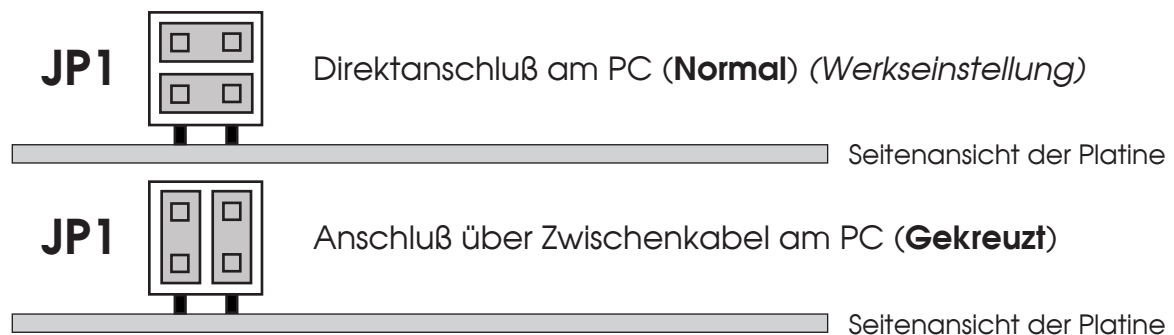 JP1 Direktanschluß am PC (Normal) (Werkseinstellung)
Seitenansicht der Platine
JP1 Anschluß über Zwischenkabel am PC (Gekreuzt)
Seitenansicht der Platine